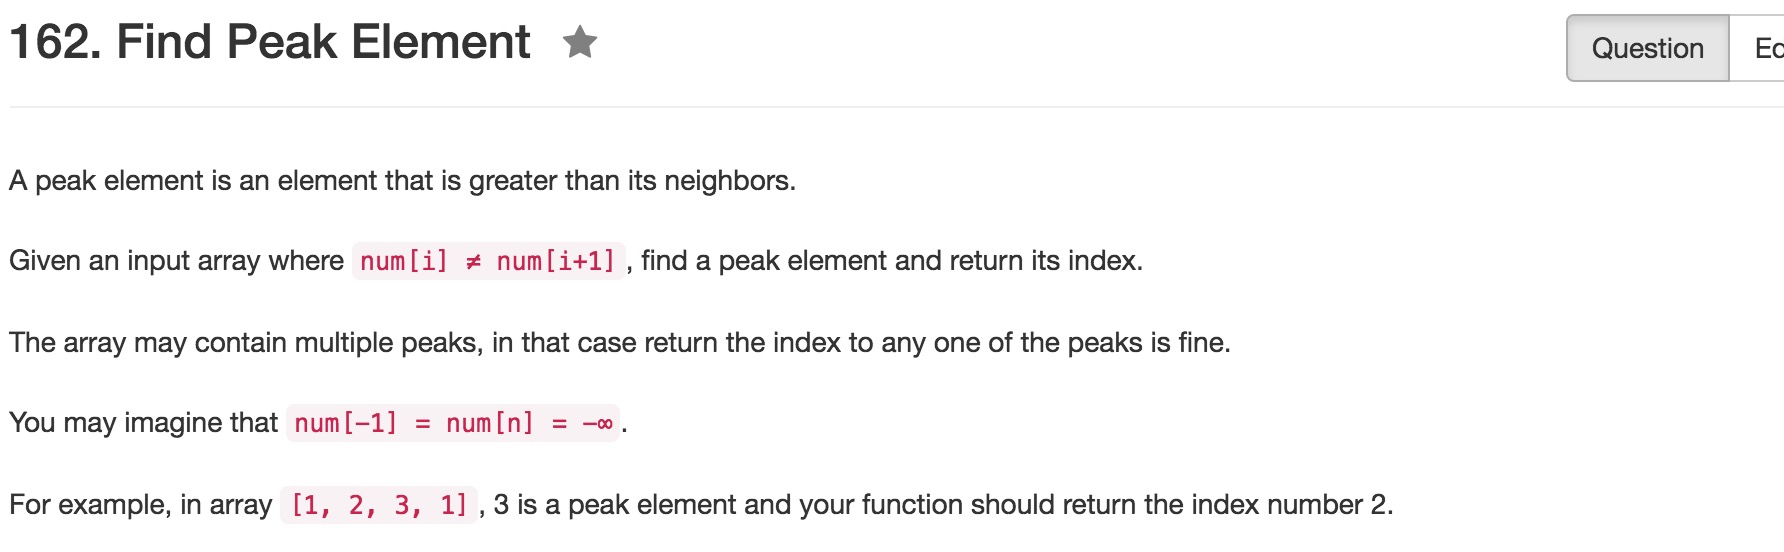 162. Find Peak Element
Question
A peak element is an element that is greater than its neighbors.
Given an input array where num[i] ≠ num[i+1] , find a peak element and return its index.
The array may contain multiple peaks, in that case return the index to any one of the peaks is fine.
You may imagine that num[-1] = num[n] = -∞ .
For example, in array [1, 2, 3, 1] , 3 is a peak element and your function should return the index number 2.